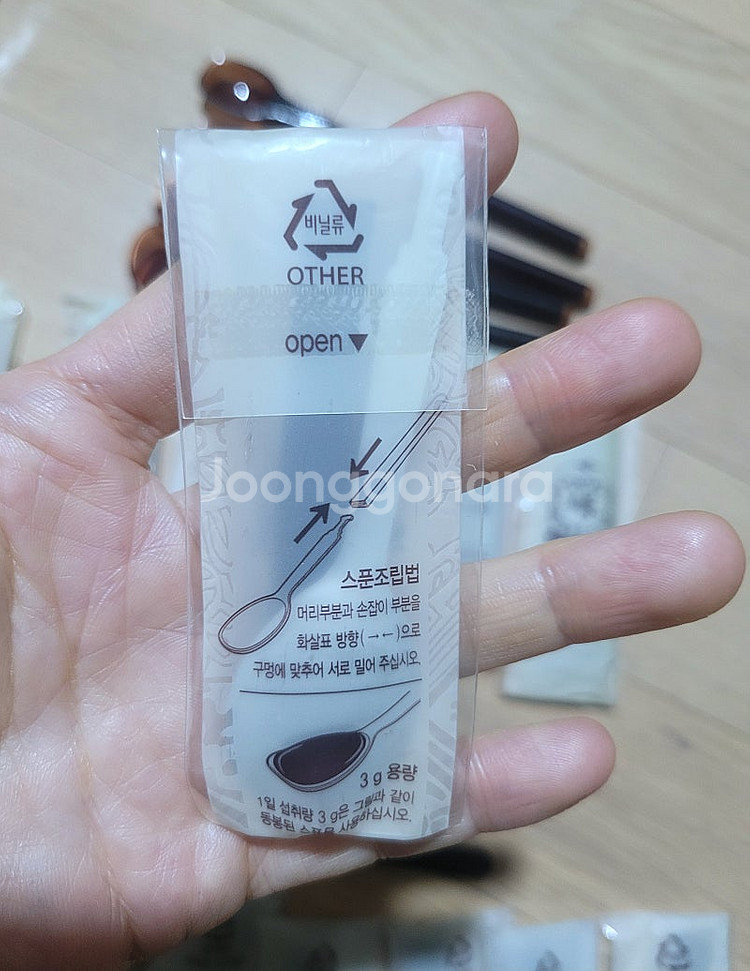 비닐류
OTHER
open▼
Joonggonara
스푼조립법
머리부분과 손잡이 부분을
화살표 방향(→←)으로
구멍에 맞추어 서로 밀어 주십시오.
3g 용량
1일 섭취량 3g은 그림과 같이
동봉된 스푼을 사용하십시오.